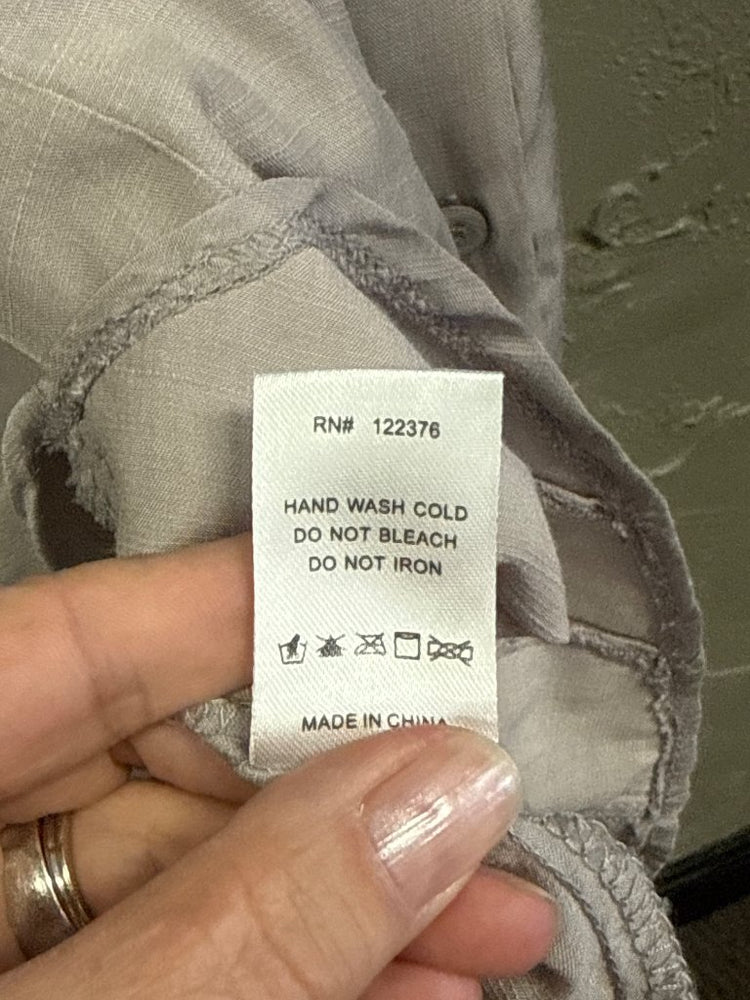 RN# 122376
HAND WASH COLD
DO NOT BLEACH
DO NOT IRON
MADE IN CHINA